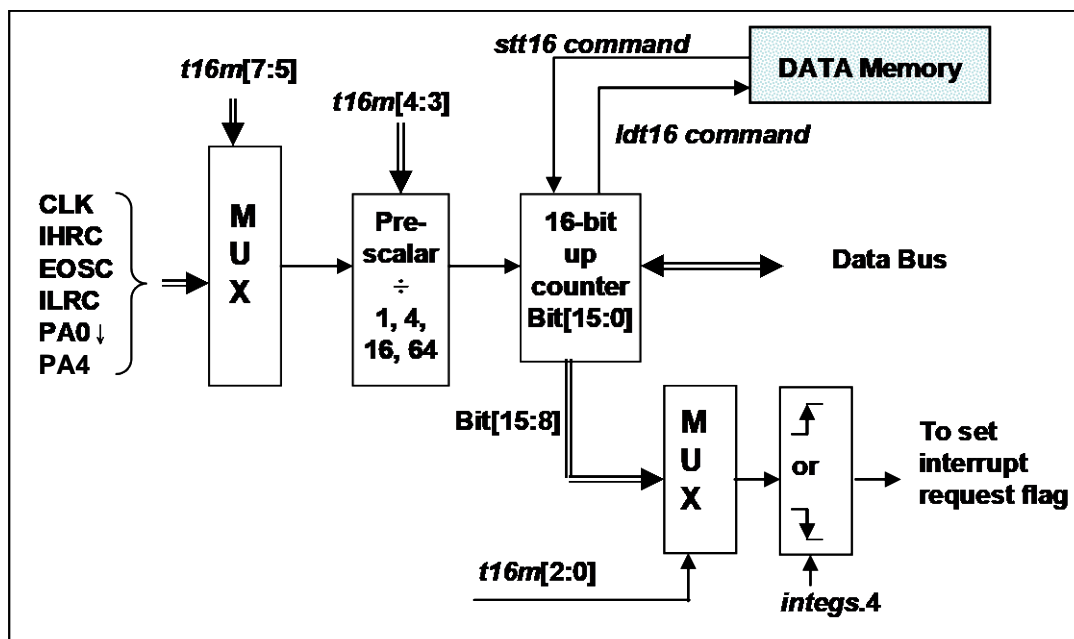 stt16 command
DATA Memory
t16m[7:5]
t16m[4:3]
ldt16 command
CLK
IHRC
EOSC
ILRC
PA0↓
PA4
M
U
X
Pre-
scalar
÷
1, 4,
16, 64
16-bit
up
counter
Bit[15:0]
Data Bus
Bit[15:8]
M
U
X
or
To set
interrupt
request flag
t16m[2:0]
integs.4